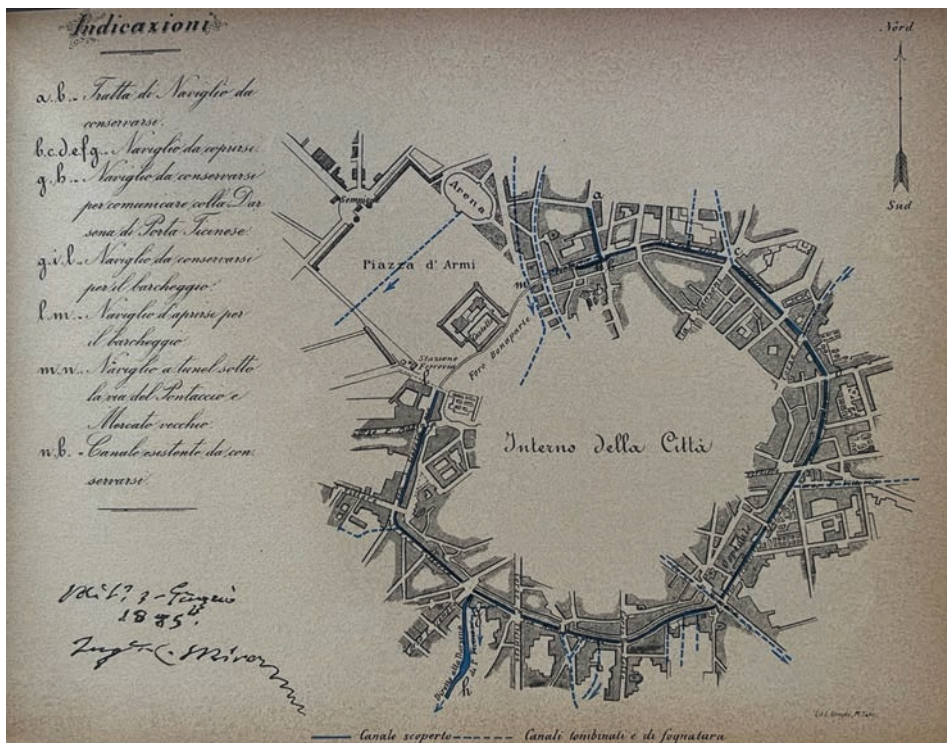 Indicazioni
a.b. - Tratta di Naviglio da
conservarsi.
b.c.d.e.f.g. - Naviglio da coprirsi.
g.h. - Naviglio da conservarsi
per comunicare colla Dar
sena di Porta Ticinese.
g.i.l. - Naviglio da conservarsi
per il barcheggio.
l.m. - Naviglio d'aprirsi per
il barcheggio
m.n. - Naviglio a tunel sotto
la via del Pontaccio e
Mercato vecchio.
n.b. - Canale esistente da con
servarsi.
1885
Nord
Sud
Arena
Sempione
Piazza d'Armi
Castello
Foro Bonaparte
Stazione
Ferrovia
Interno della Città
a
b
c
m
l
g
h
Canale scoperto
Canali tombinati e di fognatura